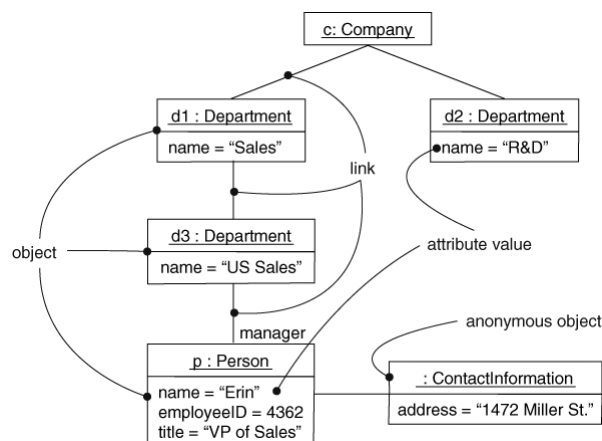 c: Company
d1 : Department
name = “Sales”
d2 : Department
name = “R&D”
link
d3 : Department
name = “US Sales”
object
attribute value
manager
anonymous object
p : Person
name = “Erin”
employeeID = 4362
title = “VP of Sales”
: ContactInformation
address = “1472 Miller St.”